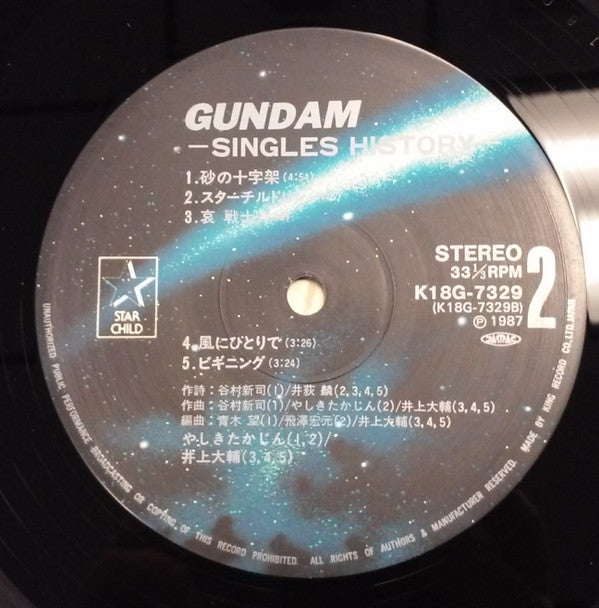 GUNDAM
—SINGLES HISTORY—
1.砂の十字架(4:54)
2.スターチルドレン
3.哀 戦士
STEREO
33⅓RPM
K18G-7329
(K18G-7329B)
Ⓟ 1987
2
STAR
CHILD
4.風にひとりで(3:26)
5.ビギニング(3:24)
作詩:谷村新司(1)/井荻 麟(2,3,4,5)
作曲:谷村新司(1)/やしきたかじん(2)/井上大輔(3,4,5)
編曲:青木 望(1)/飛澤宏元(2)/井上大輔(3,4,5)
やしきたかじん(1,2)/
井上大輔(3,4,5)
UNAUTHORIZED PUBLIC PERFORMANCE BROADCASTING OR COPYING OF THIS RECORD PROHIBITED. ALL RIGHTS OF AUTHORS & MANUFACTURER RESERVED. MADE BY KING RECORD CO.,LTD.JAPAN